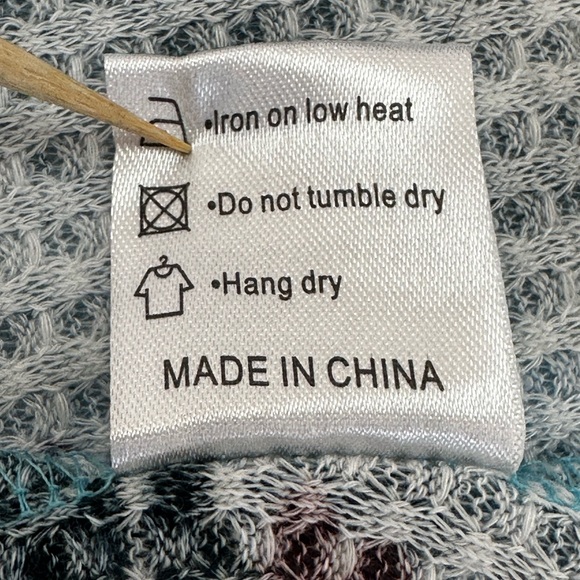 •Iron on low heat
•Do not tumble dry
•Hang dry
MADE IN CHINA